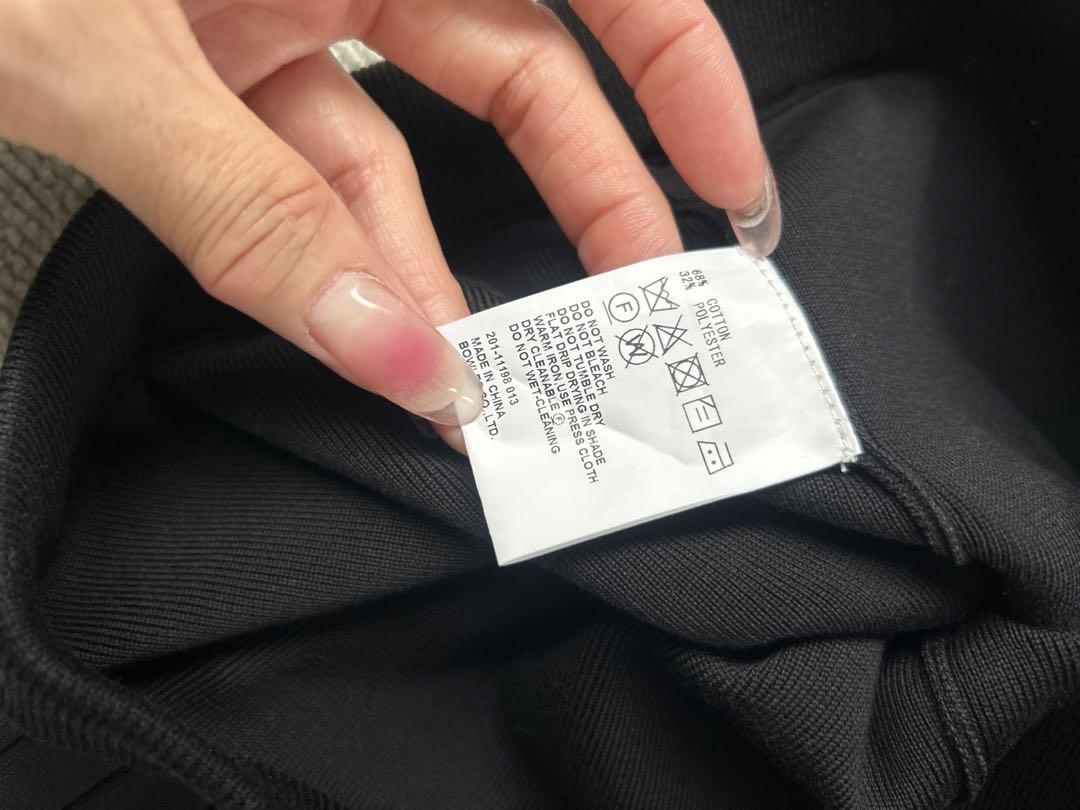 68% COTTON
32% POLYESTER
F
W
DO NOT WASH
DO NOT BLEACH
DO NOT TUMBLE DRY
FLAT DRIP DRYING IN SHADE
WARM IRON USE PRESS CLOTH
DRY CLEANABLE Ⓕ
DO NOT WET-CLEANING
201-11198 013
MADE IN CHINA
CO.,LTD.